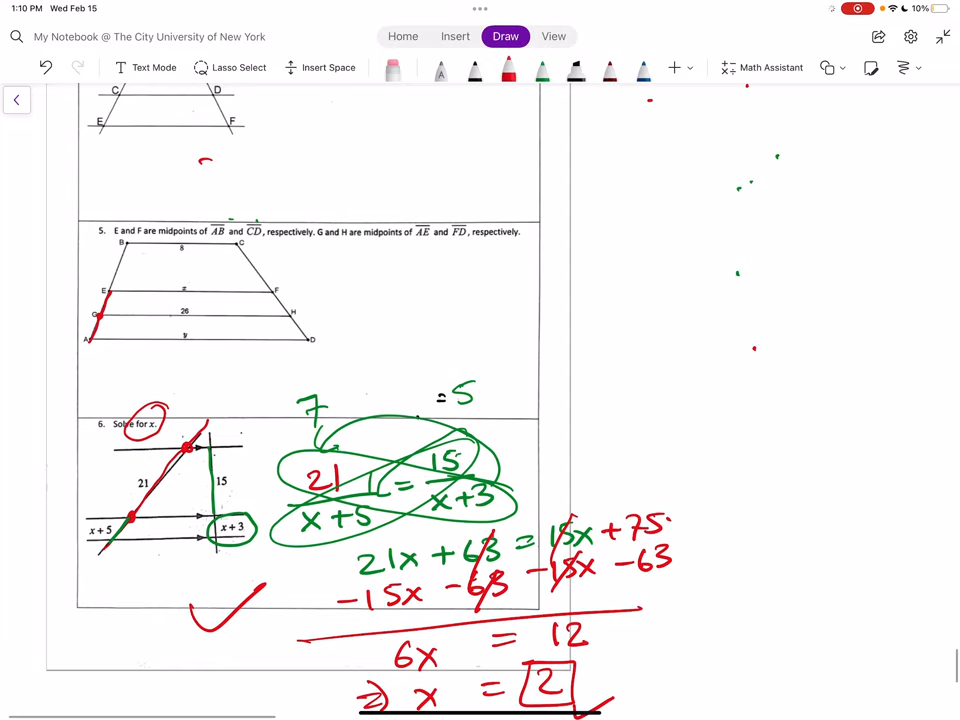 1:10 PM Wed Feb 15
10%
My Notebook @ The City University of New York
Home Insert Draw View
Text Mode Lasso Select Insert Space Math Assistant
C D
E F
5. E and F are midpoints of AB and CD, respectively. G and H are midpoints of AE and FD, respectively.
B C
8
E x F
G 26 H
A y D
7 = 5
6. Solve for x.
21 15
x + 5 x + 3
21/x+5 = 15/x+3
21x + 63 = 15x + 75
-15x - 63 -15x - 63
6x = 12
=> x = 2